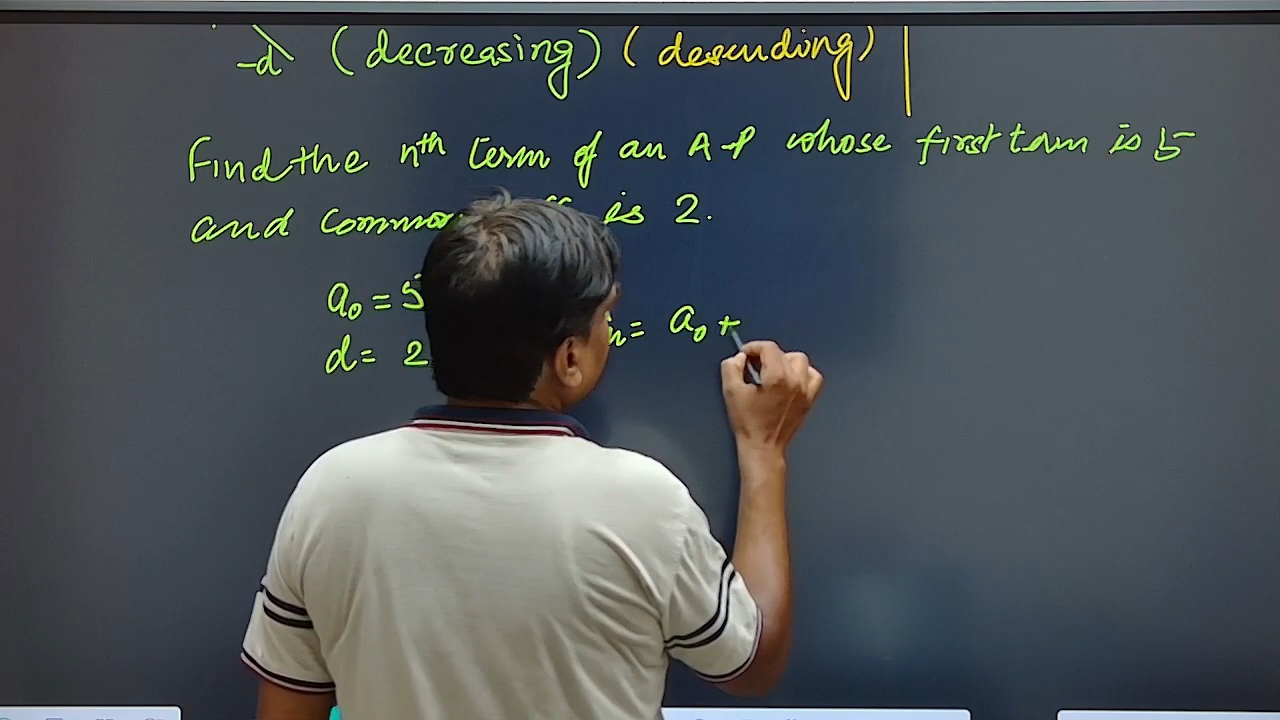 -d (decreasing) (desending)
Find the nth term of an A-P whose first term is 5
and common is 2.
a₀ = 5
d = 2
n = a₀ +